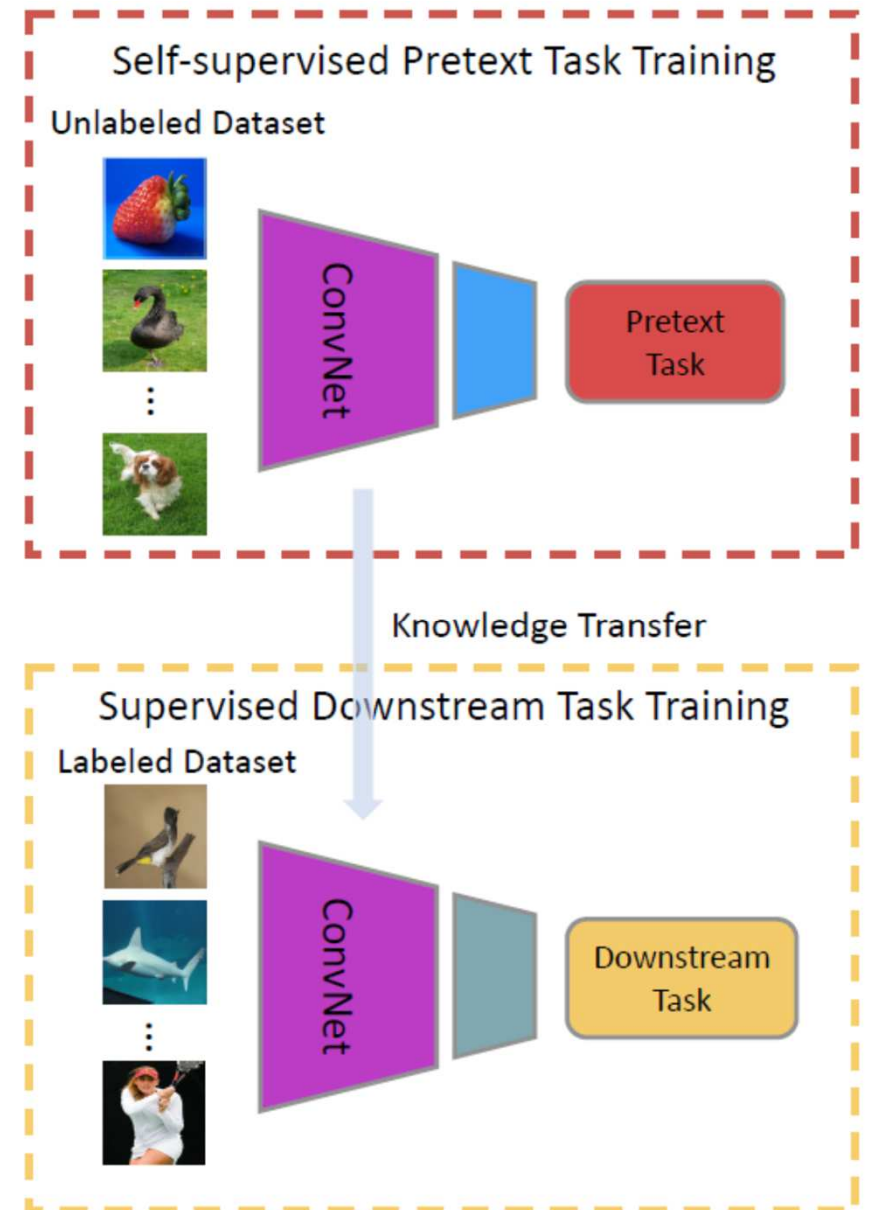 Self-supervised Pretext Task Training
Unlabeled Dataset
ConvNet
Pretext
Task
Knowledge Transfer
Supervised Downstream Task Training
Labeled Dataset
ConvNet
Downstream
Task